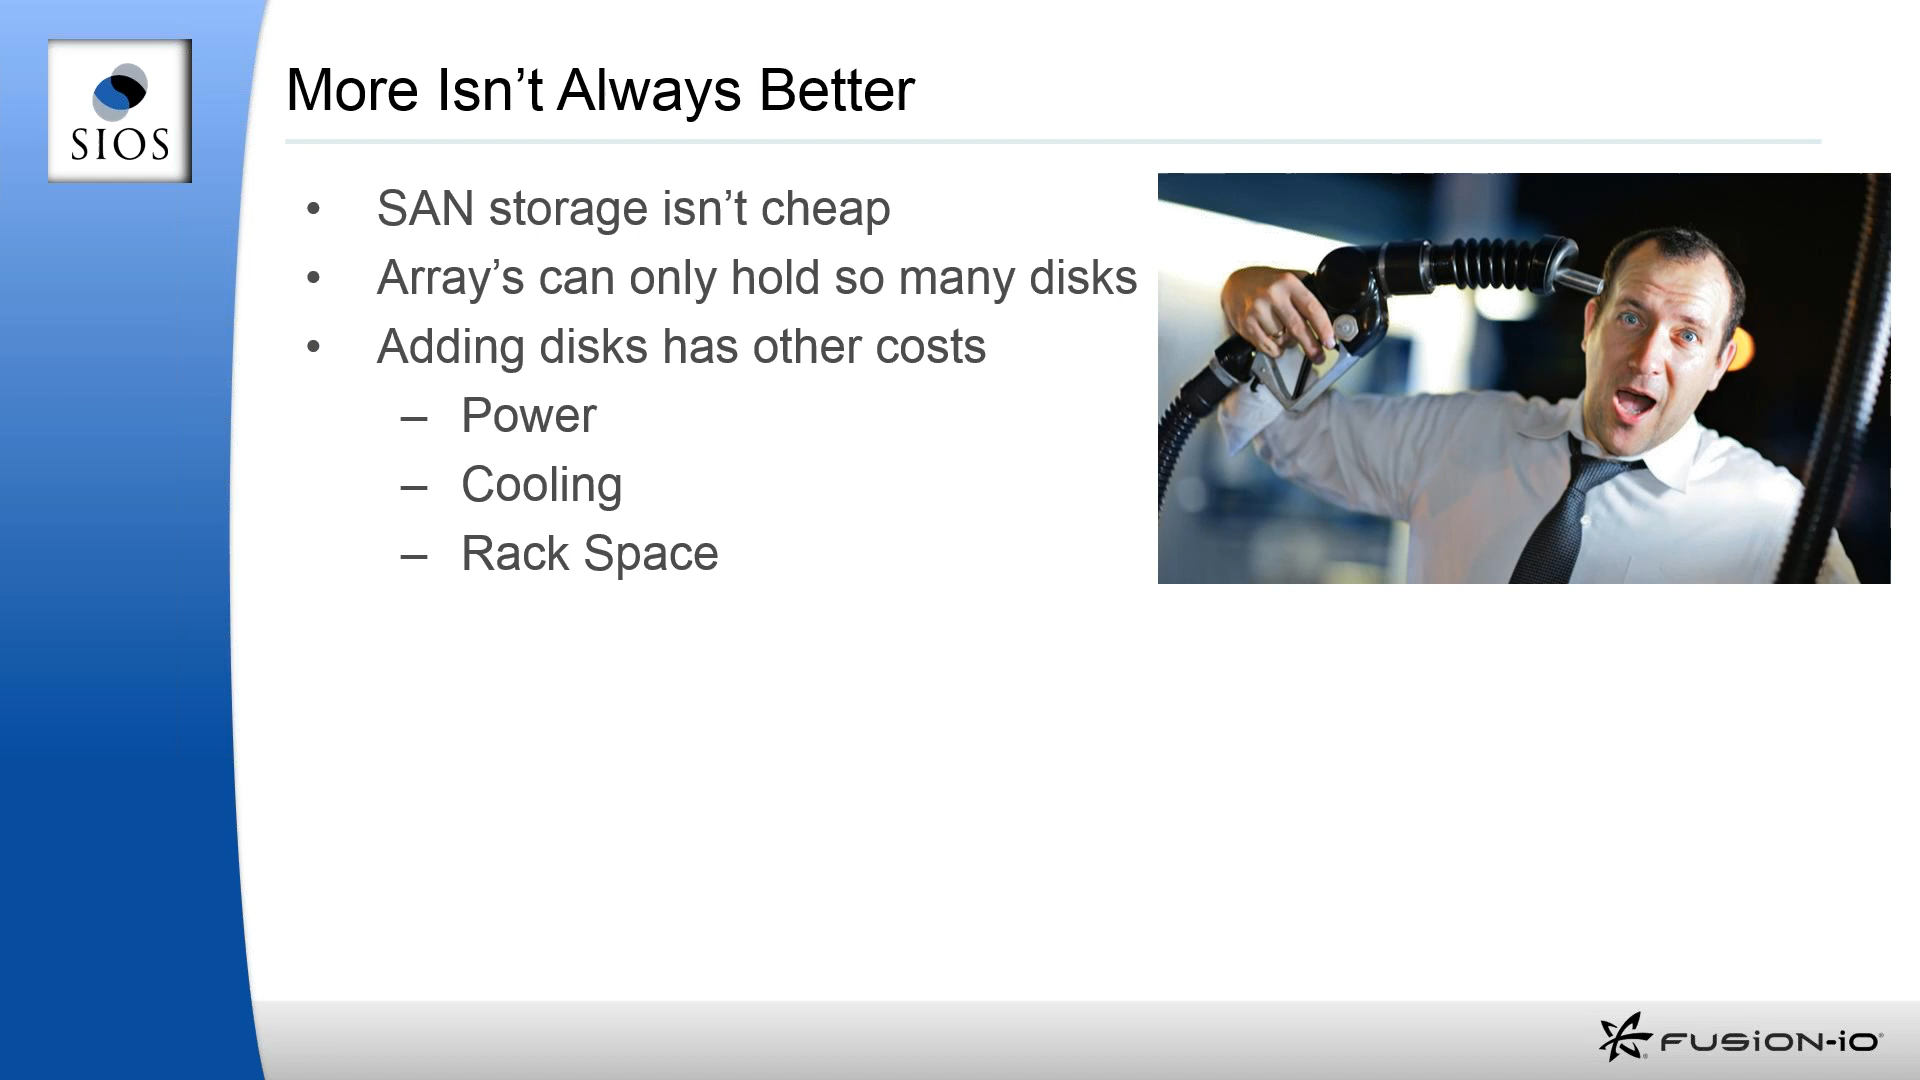 SIOS
More Isn’t Always Better
• SAN storage isn’t cheap
• Array’s can only hold so many disks
• Adding disks has other costs
– Power
– Cooling
– Rack Space
FUSION-iO